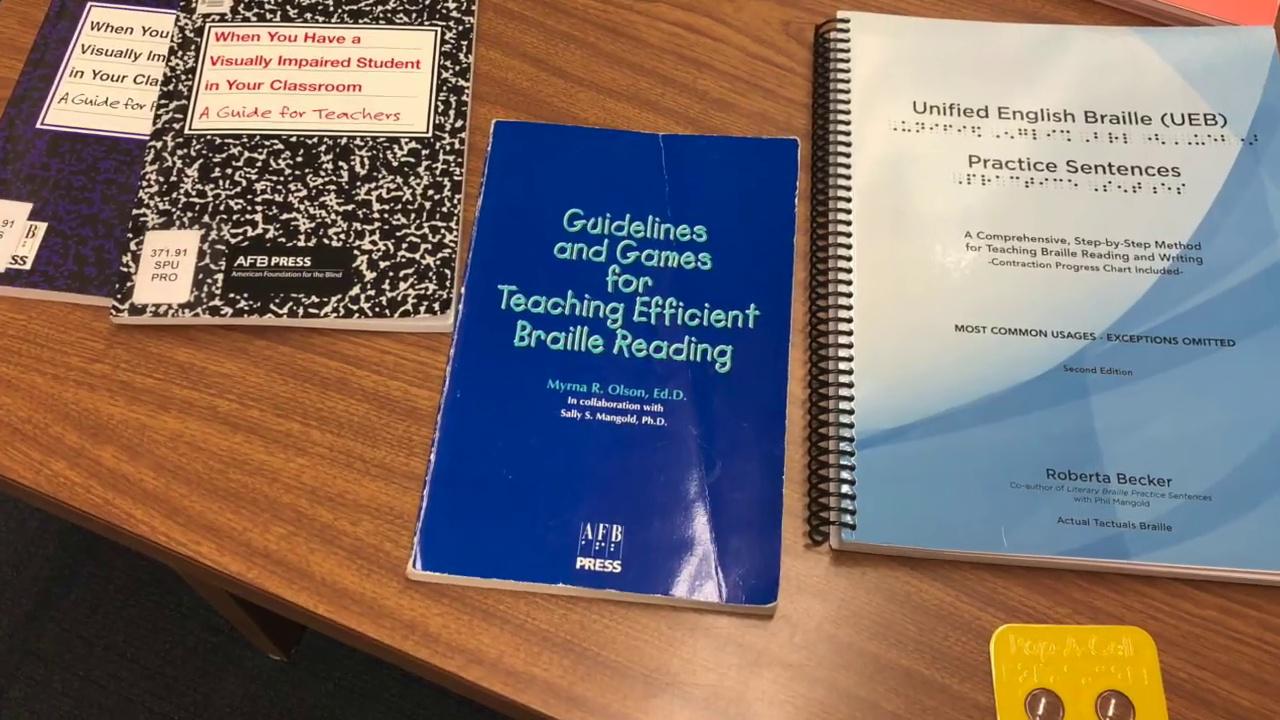 When You
Visually Im
in Your Cla
A Guide for
91
B
SS
When You Have a
Visually Impaired Student
in Your Classroom
A Guide for Teachers
371.91
SPU
PRO
AFB PRESS
American Foundation for the Blind
Guidelines
and Games
for
Teaching Efficient
Braille Reading
Myrna R. Olson, Ed.D.
In collaboration with
Sally S. Mangold, Ph.D.
AFB
PRESS
Unified English Braille (UEB)
Practice Sentences
A Comprehensive, Step-by-Step Method
for Teaching Braille Reading and Writing
-Contraction Progress Chart Included-
MOST COMMON USAGES - EXCEPTIONS OMITTED
Second Edition
Roberta Becker
Co-author of Literary Braille Practice Sentences
with Phil Mangold
Actual Tactuals Braille
Pop-A-Cell